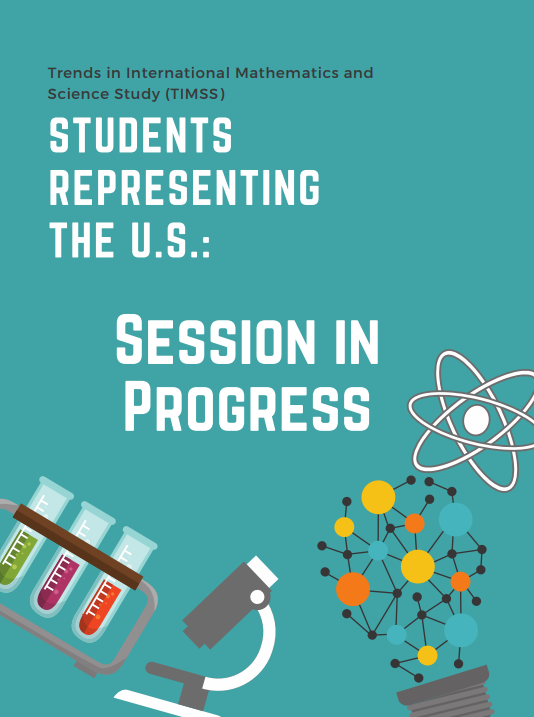 Trends in International Mathematics and
Science Study (TIMSS)
STUDENTS
REPRESENTING
THE U.S.:
SESSION IN
PROGRESS